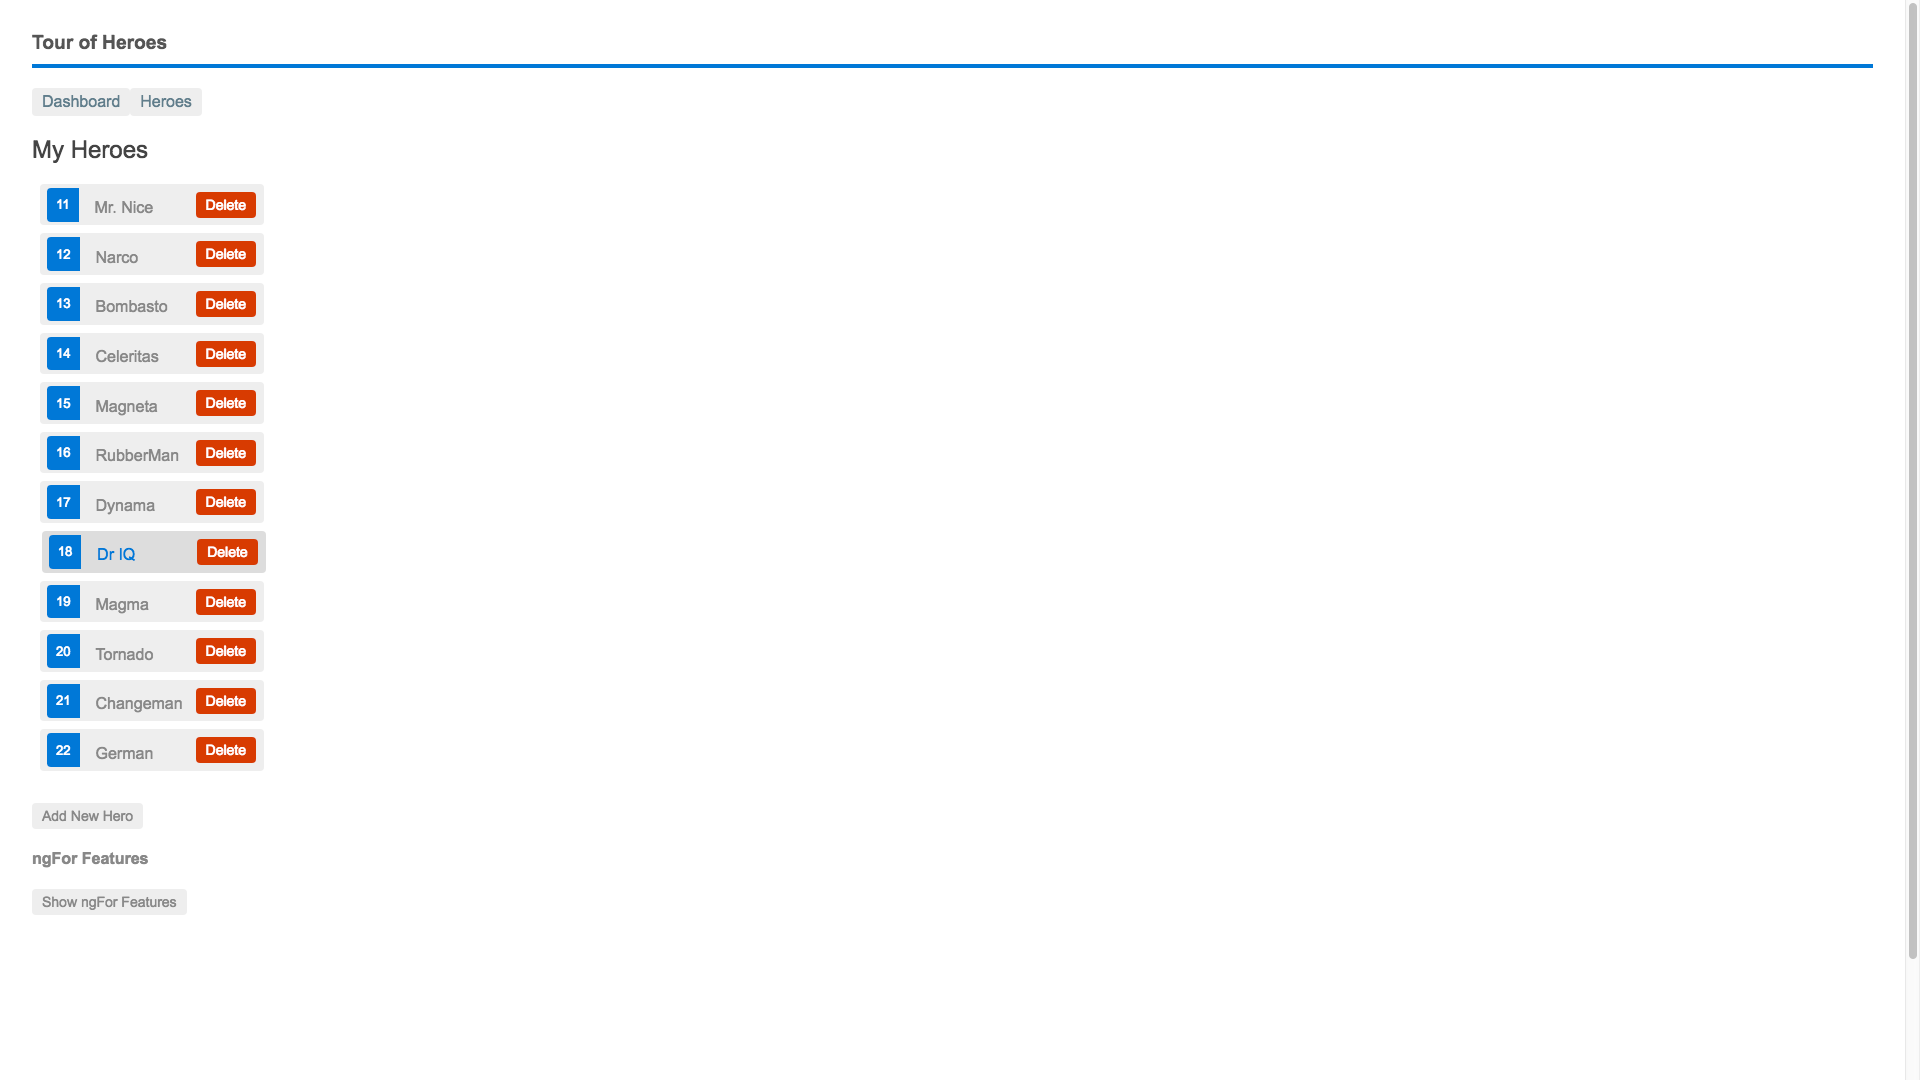 Tour of Heroes
Dashboard Heroes
My Heroes
11 Mr. Nice Delete
12 Narco Delete
13 Bombasto Delete
14 Celeritas Delete
15 Magneta Delete
16 RubberMan Delete
17 Dynama Delete
18 Dr IQ Delete
19 Magma Delete
20 Tornado Delete
21 Changeman Delete
22 German Delete
Add New Hero
ngFor Features
Show ngFor Features